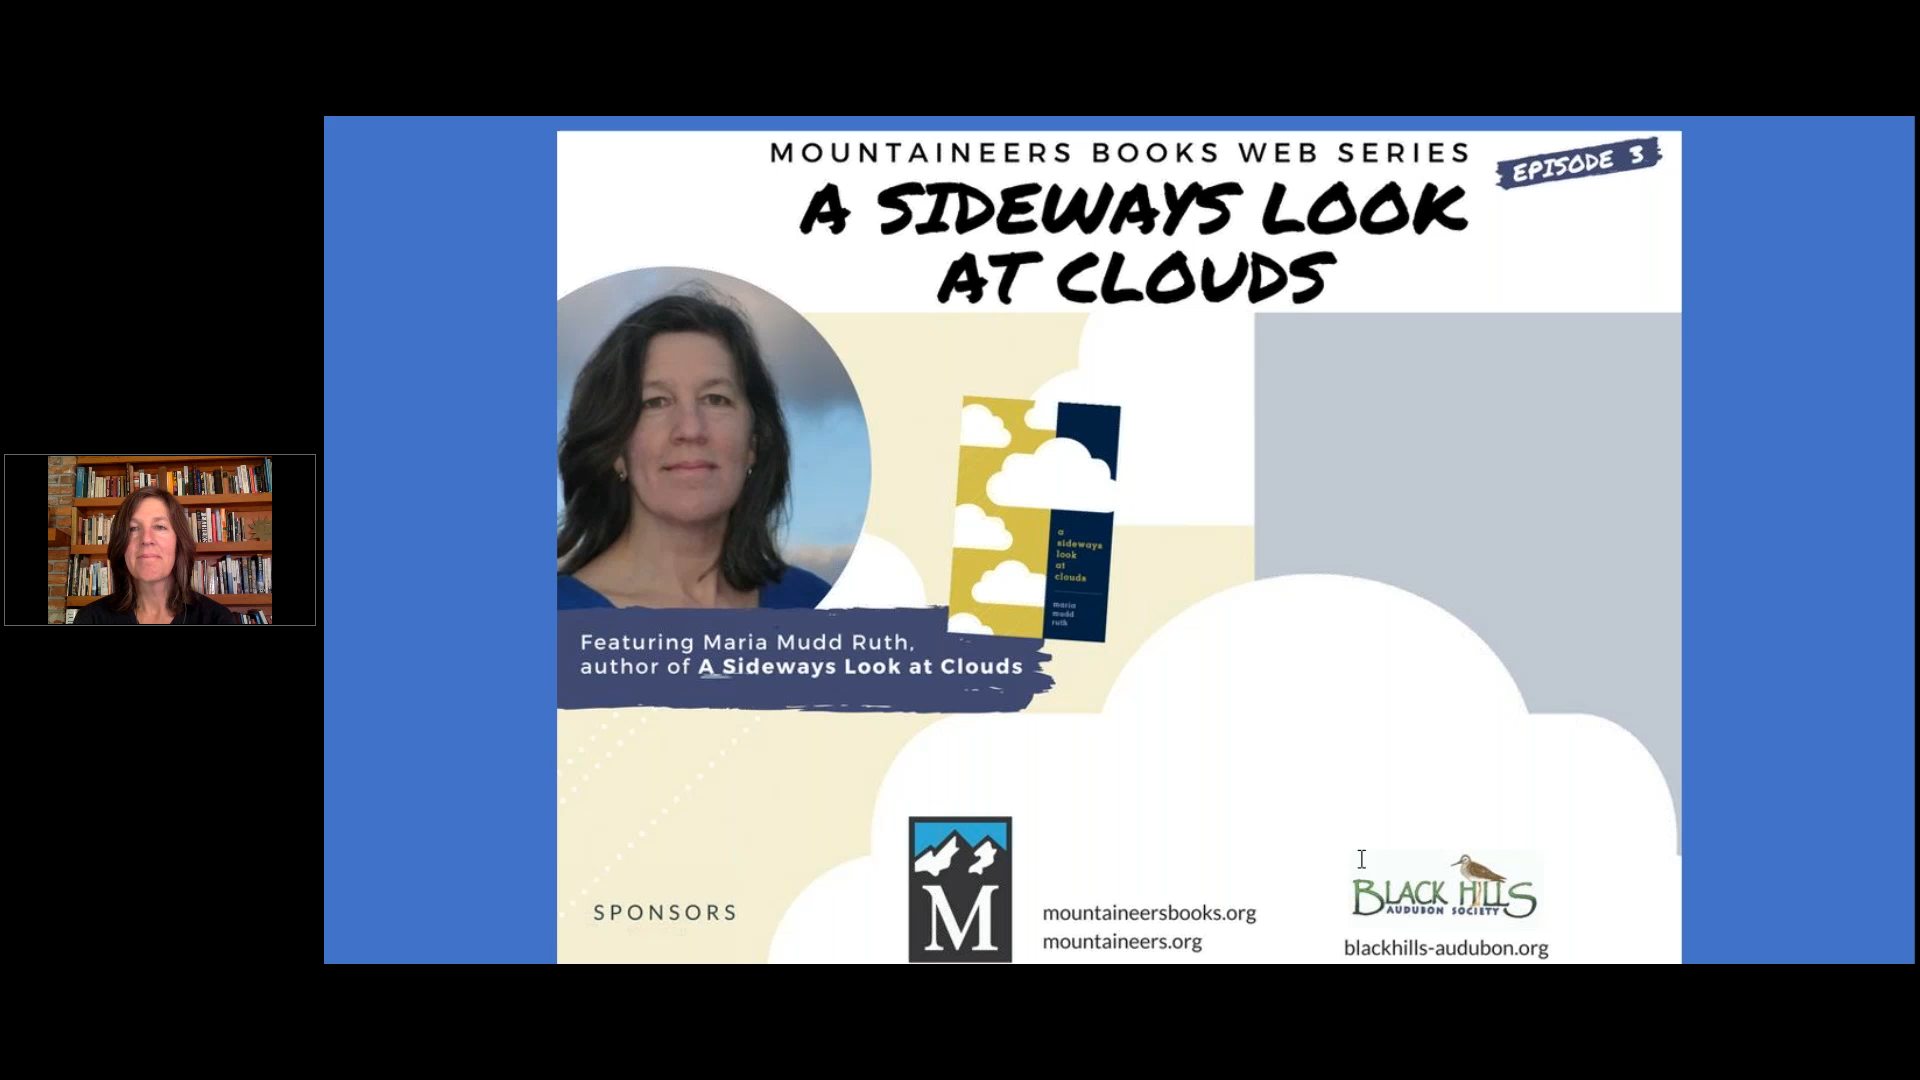 MOUNTAINEERS BOOKS WEB SERIES
EPISODE 3
A SIDEWAYS LOOK
AT CLOUDS
a
sideways
look
at
clouds
maria
mudd
ruth
Featuring Maria Mudd Ruth,
author of A Sideways Look at Clouds
SPONSORS
M
mountaineersbooks.org
mountaineers.org
BLACK HILLS
AUDUBON SOCIETY
blackhills-audubon.org